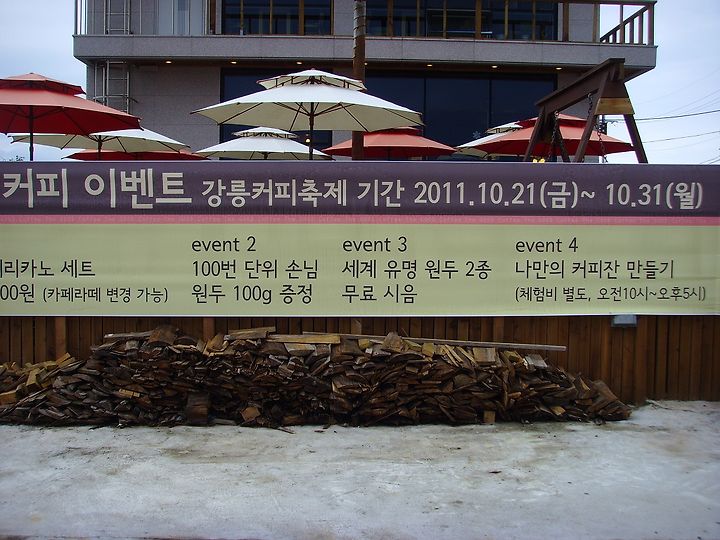 커피 이벤트 강릉커피축제 기간 2011.10.21(금)~ 10.31(월)
event 2
100번 단위 손님
원두 100g 증정
event 3
세계 유명 원두 2종
무료 시음
event 4
나만의 커피잔 만들기
(체험비 별도, 오전10시~오후5시)
리카노 세트
00원 (카페라떼 변경 가능)